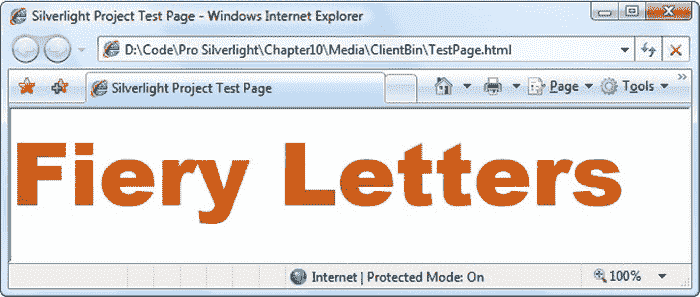 Silverlight Project Test Page - Windows Internet Explorer
D:\Code\Pro Silverlight\Chapter10\Media\ClientBin\TestPage.html
Silverlight Project Test Page
Page
Tools
»
Fiery Letters
Internet | Protected Mode: On
100%